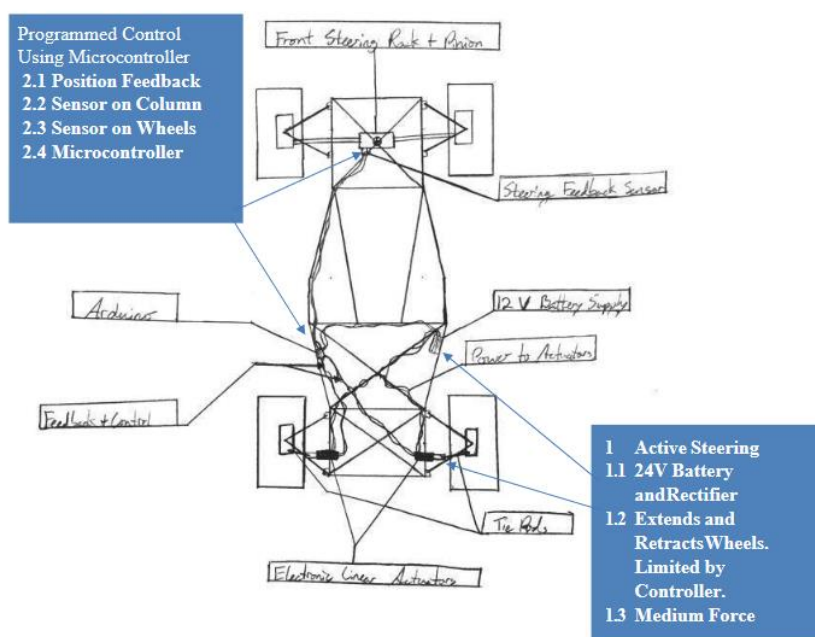 Programmed Control
Using Microcontroller
2.1 Position Feedback
2.2 Sensor on Column
2.3 Sensor on Wheels
2.4 Microcontroller
Front Steering Rack + Pinion
Steering Feedback Sensor
Arduino
12 V Battery Supply
Power to Actuators
Feedback + Control
1 Active Steering
1.1 24V Battery
andRectifier
1.2 Extends and
RetractsWheels.
Limited by
Controller.
1.3 Medium Force
Tie Rods
Electronic Linear Actuators